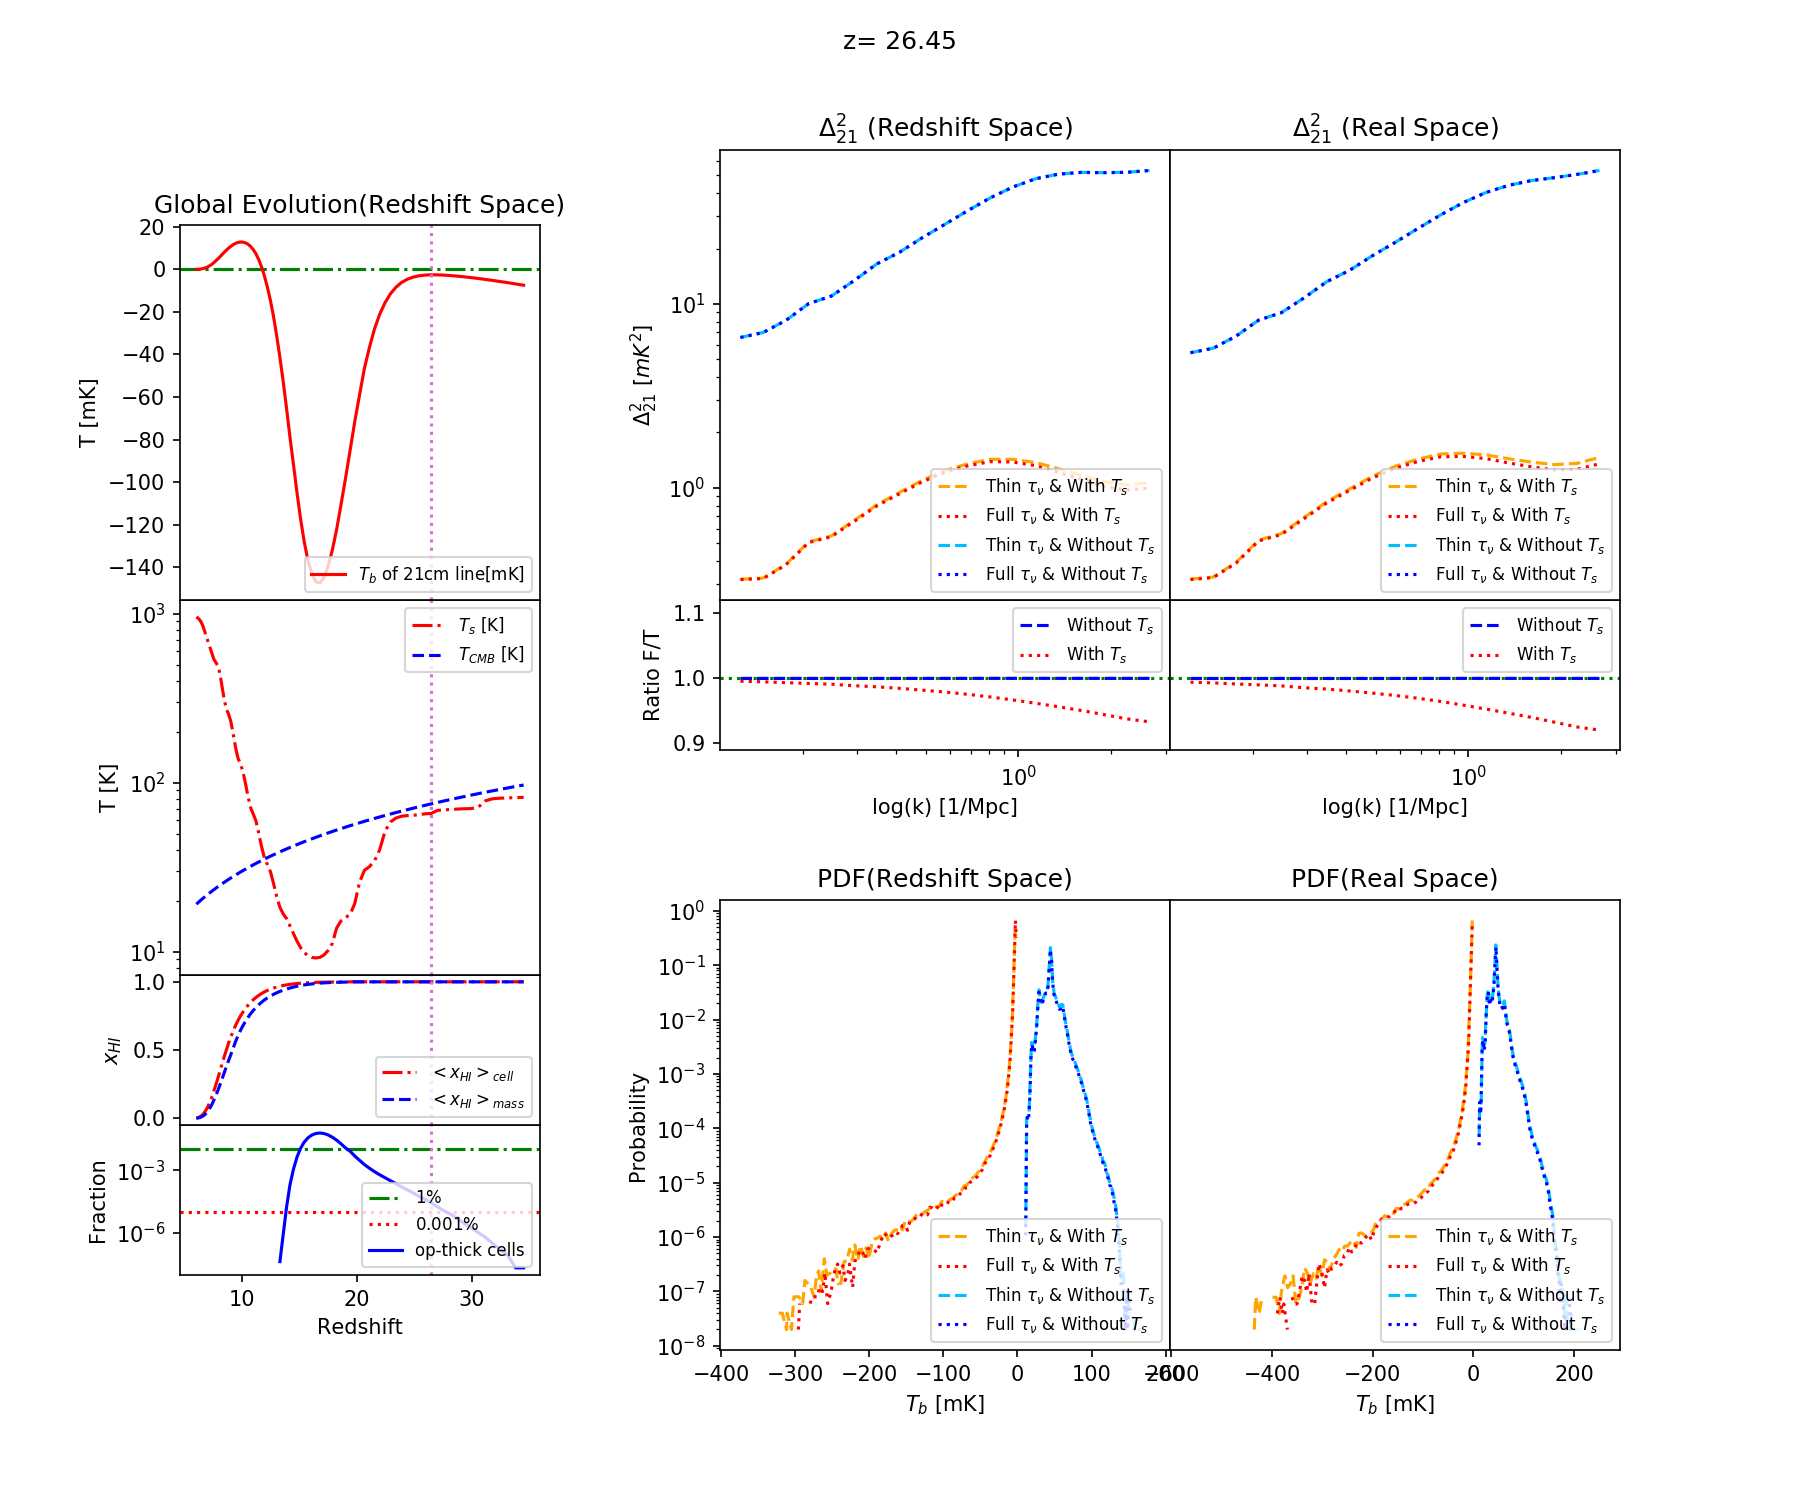 z= 26.45
Global Evolution(Redshift Space)
20
0
−20
−40
−60
−80
−100
−120
−140
T [mK]
T_b of 21cm line[mK]
10^3
10^2
10^1
T [K]
T_s [K]
T_CMB [K]
1.0
0.5
0.0
x_HI
< x_HI >_cell
< x_HI >_mass
10^−3
10^−6
Fraction
1%
0.001%
op-thick cells
10 20 30
Redshift
Δ²₂₁ (Redshift Space)
10^1
10^0
Δ²₂₁ [mK²]
Thin τ_ν & With T_s
Full τ_ν & With T_s
Thin τ_ν & Without T_s
Full τ_ν & Without T_s
1.1
1.0
0.9
Ratio F/T
Without T_s
With T_s
10^0
log(k) [1/Mpc]
Δ²₂₁ (Real Space)
Thin τ_ν & With T_s
Full τ_ν & With T_s
Thin τ_ν & Without T_s
Full τ_ν & Without T_s
Without T_s
With T_s
10^0
log(k) [1/Mpc]
PDF(Redshift Space)
10^0
10^−1
10^−2
10^−3
10^−4
10^−5
10^−6
10^−7
10^−8
Probability
Thin τ_ν & With T_s
Full τ_ν & With T_s
Thin τ_ν & Without T_s
Full τ_ν & Without T_s
−400 −300 −200 −100 0 100
T_b [mK]
PDF(Real Space)
Thin τ_ν & With T_s
Full τ_ν & With T_s
Thin τ_ν & Without T_s
Full τ_ν & Without T_s
−400 −200 0 200
T_b [mK]